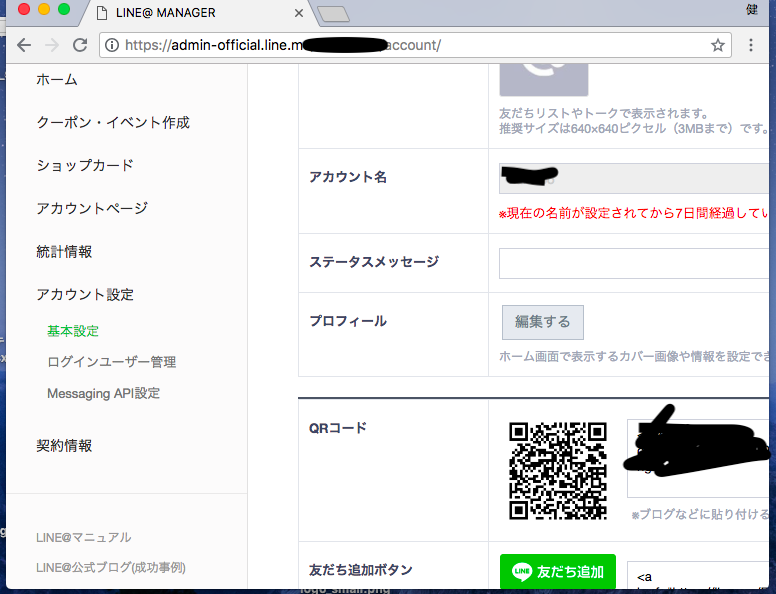 LINE@ MANAGER
健
https://admin-official.line.m account/
ホーム
クーポン・イベント作成
ショップカード
アカウントページ
統計情報
アカウント設定
基本設定
ログインユーザー管理
Messaging API設定
契約情報
LINE@マニュアル
LINE@公式ブログ(成功事例)
友だちリストやトークで表示されます。
推奨サイズは640×640ピクセル（3MBまで）です。
アカウント名
※現在の名前が設定されてから7日間経過してい
ステータスメッセージ
プロフィール
編集する
ホーム画面で表示するカバー画像や情報を設定でき
QRコード
※ブログなどに貼り付ける
友だち追加ボタン
LINE 友だち追加
<a